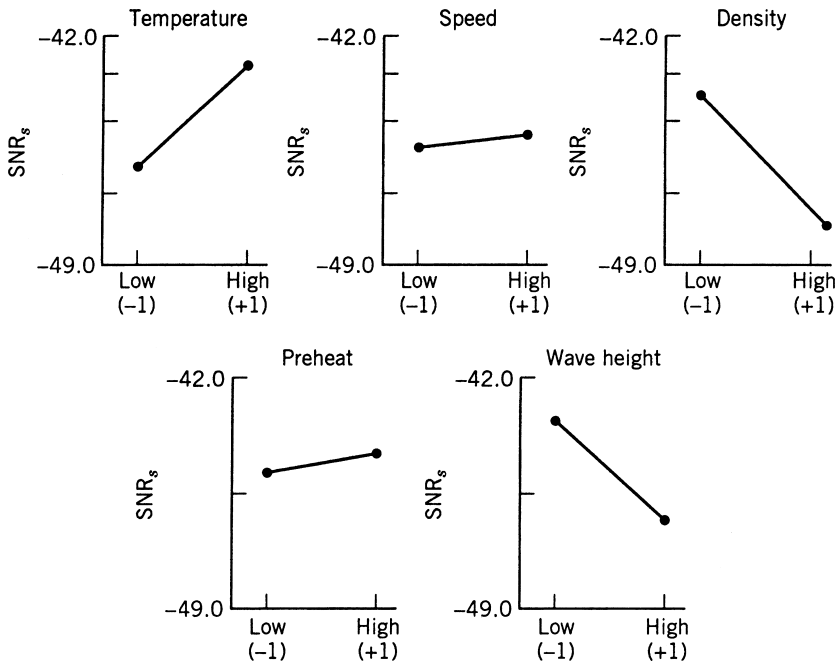 Temperature
−42.0
SNRs
−49.0
Low
(−1)
High
(+1)
Speed
−42.0
SNRs
−49.0
Low
(−1)
High
(+1)
Density
−42.0
SNRs
−49.0
Low
(−1)
High
(+1)
Preheat
−42.0
SNRs
−49.0
Low
(−1)
High
(+1)
Wave height
−42.0
SNRs
−49.0
Low
(−1)
High
(+1)